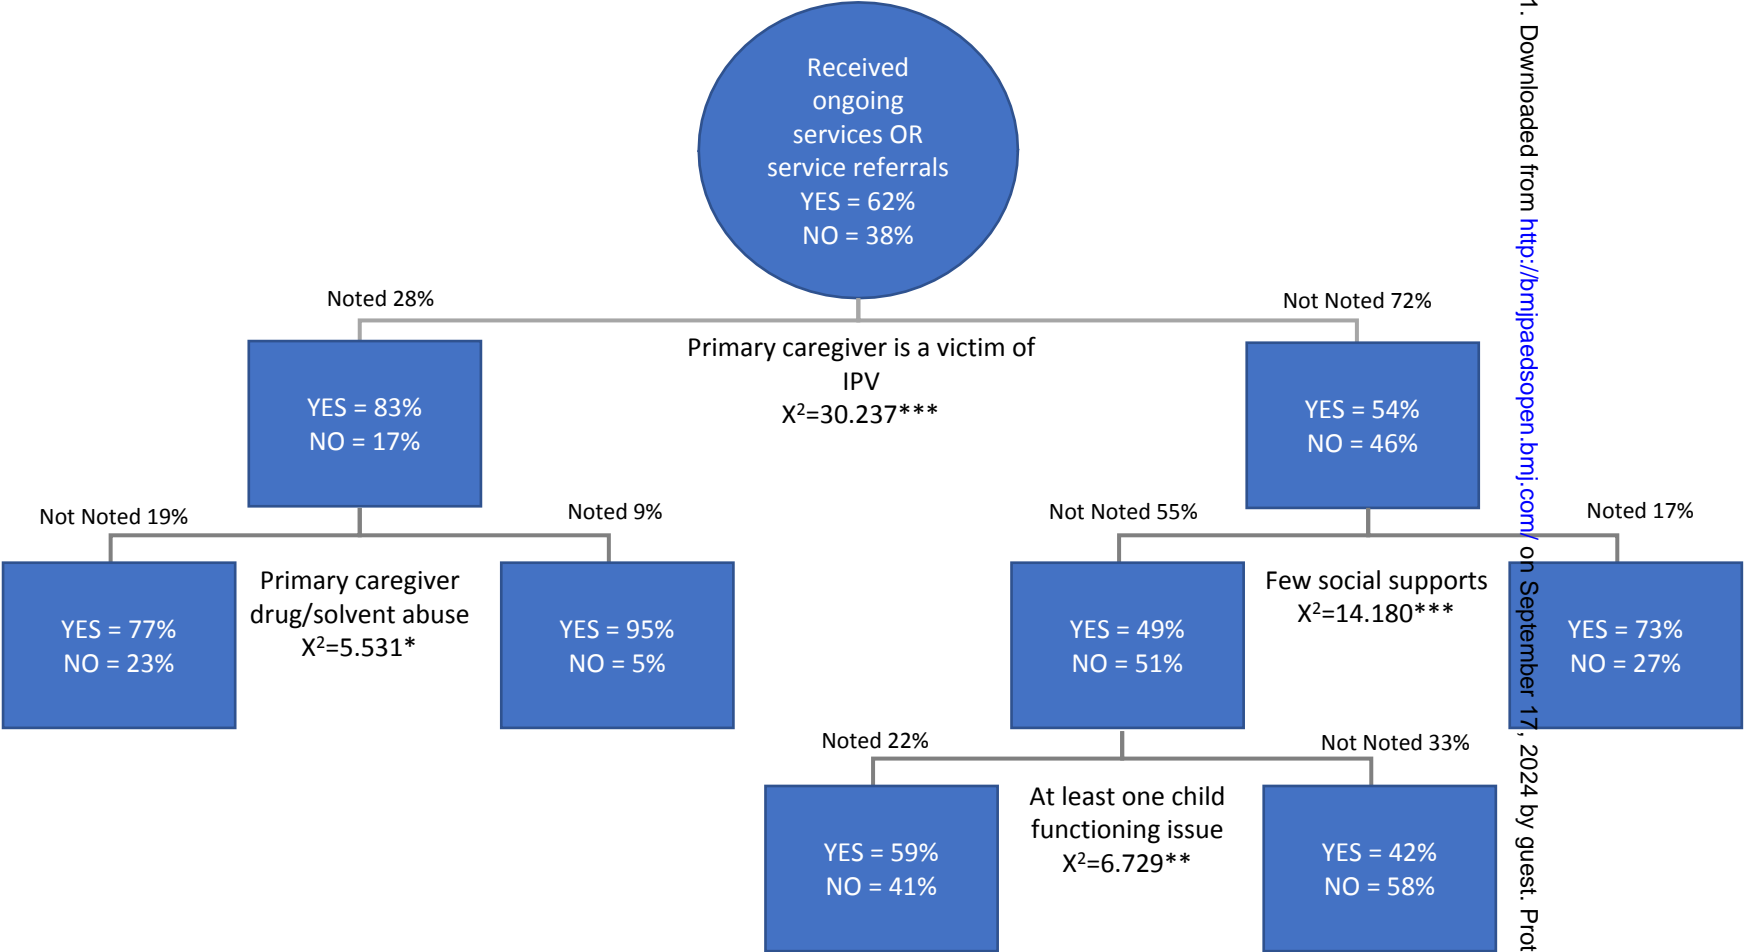 Received
ongoing
services OR
service referrals
YES = 62%
NO = 38%
Noted 28%
Not Noted 72%
Primary caregiver is a victim of
IPV
X²=30.237***
YES = 83%
NO = 17%
YES = 54%
NO = 46%
Not Noted 19%
Noted 9%
Not Noted 55%
Noted 17%
Primary caregiver
drug/solvent abuse
X²=5.531*
YES = 77%
NO = 23%
YES = 95%
NO = 5%
Few social supports
X²=14.180***
YES = 49%
NO = 51%
YES = 73%
NO = 27%
Noted 22%
Not Noted 33%
At least one child
functioning issue
X²=6.729**
YES = 59%
NO = 41%
YES = 42%
NO = 58%
1. Downloaded from http://bmjpaedsopen.bmj.com/ on September 17, 2024 by guest. Prot